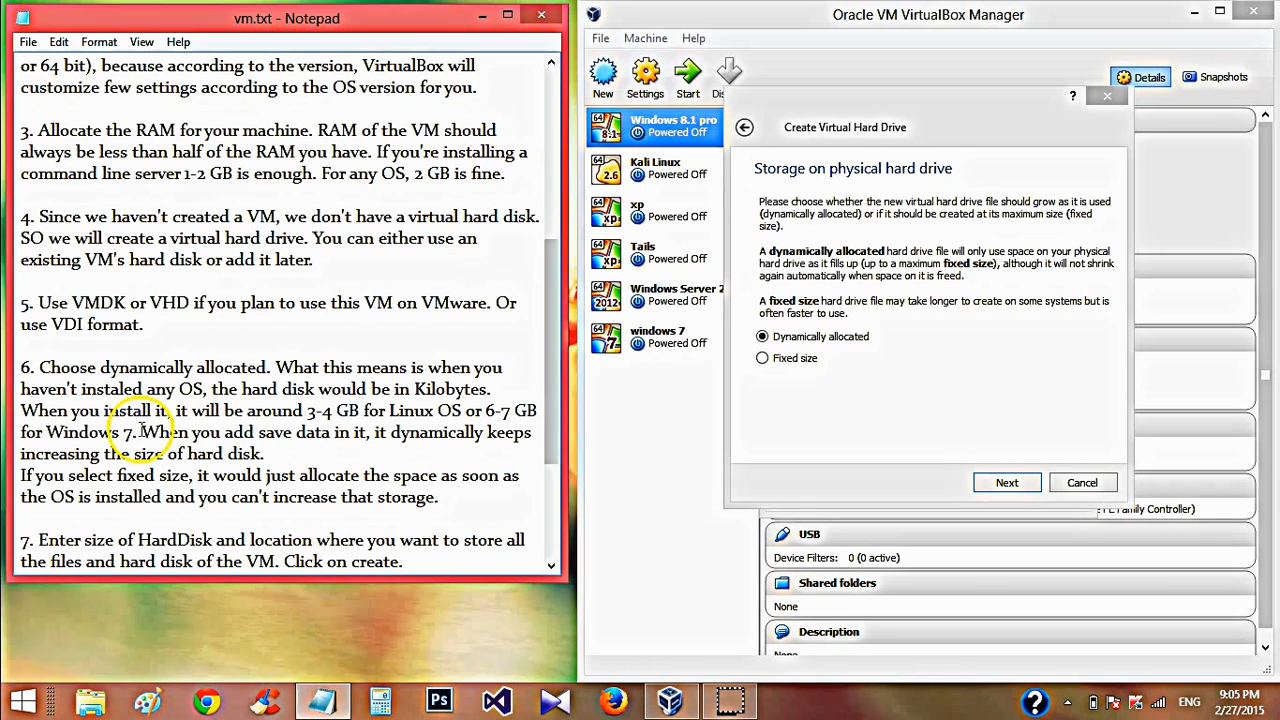 vm.txt - Notepad
File Edit Format View Help
or 64 bit), because according to the version, VirtualBox will
customize few settings according to the OS version for you.
3. Allocate the RAM for your machine. RAM of the VM should
always be less than half of the RAM you have. If you're installing a
command line server 1-2 GB is enough. For any OS, 2 GB is fine.
4. Since we haven't created a VM, we don't have a virtual hard disk.
SO we will create a virtual hard drive. You can either use an
existing VM's hard disk or add it later.
5. Use VMDK or VHD if you plan to use this VM on VMware. Or
use VDI format.
6. Choose dynamically allocated. What this means is when you
haven't instaled any OS, the hard disk would be in Kilobytes.
When you install it, it will be around 3-4 GB for Linux OS or 6-7 GB
for Windows 7. When you add save data in it, it dynamically keeps
increasing the size of hard disk.
If you select fixed size, it would just allocate the space as soon as
the OS is installed and you can't increase that storage.
7. Enter size of HardDisk and location where you want to store all
the files and hard disk of the VM. Click on create.
Oracle VM VirtualBox Manager
File Machine Help
New Settings Start Dis
Details Snapshots
64 8.1 Windows 8.1 pro
Powered Off
64 2.6 Kali Linux
Powered Off
xp xp
Powered Off
64 xp Tails
Powered Off
64 2012 Windows Server 2
Powered Off
64 7 windows 7
Powered Off
?
Create Virtual Hard Drive
Storage on physical hard drive
Please choose whether the new virtual hard drive file should grow as it is used
(dynamically allocated) or if it should be created at its maximum size (fixed
size).
A dynamically allocated hard drive file will only use space on your physical
hard drive as it fills up (up to a maximum fixed size), although it will not shrink
again automatically when space on it is freed.
A fixed size hard drive file may take longer to create on some systems but is
often faster to use.
Dynamically allocated
Fixed size
Next Cancel
Family Controller)
USB
Device Filters: 0 (0 active)
Shared folders
None
Description
None
Ps
? ENG
9:05 PM
2/27/2015